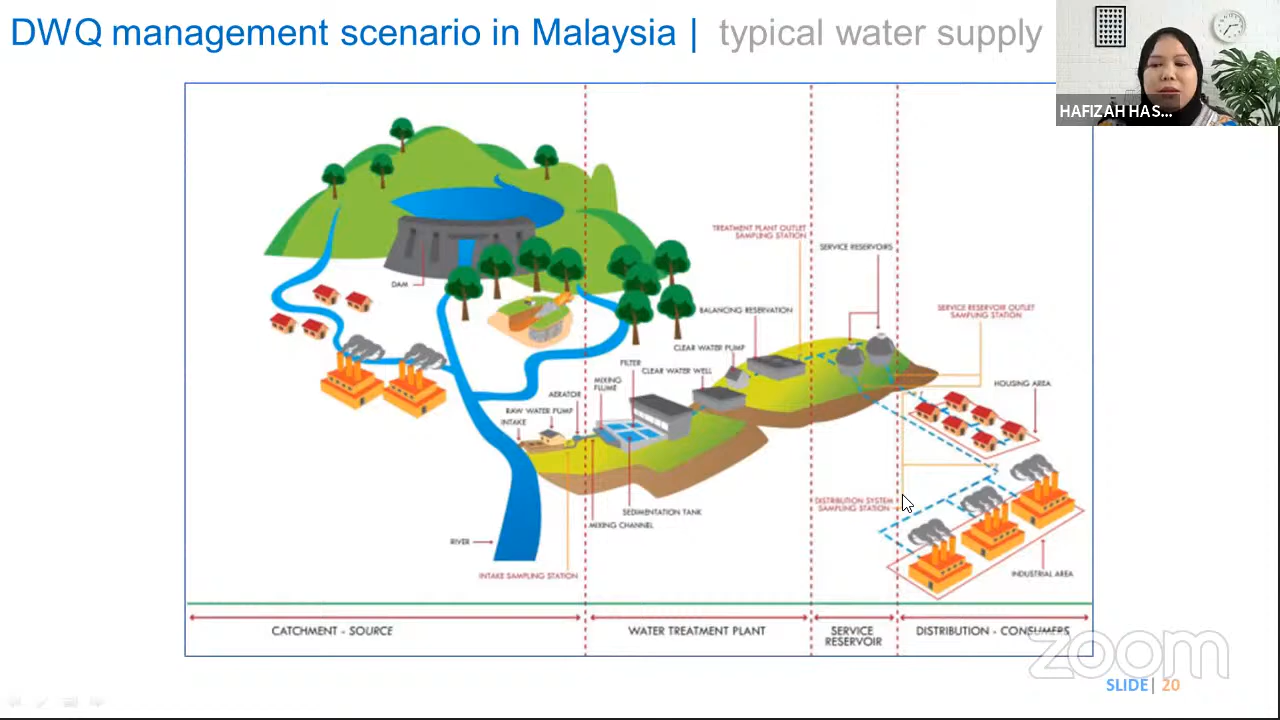 DWQ management scenario in Malaysia | typical water supply
HAFIZAH HAS...
TREATMENT PLANT OUTLET
SAMPLING STATION
SERVICE RESERVOIRS
DAM
BALANCING RESERVATION
SERVICE RESERVOIR OUTLET
SAMPLING STATION
CLEAR WATER PUMP
FILTER
CLEAR WATER WELL
MIXING
FLUME
HOUSING AREA
AERATOR
RAW WATER PUMP
INTAKE
DISTRIBUTION SYSTEM
SAMPLING STATION
SEDIMENTATION TANK
MIXING CHANNEL
RIVER
INTAKE SAMPLING STATION
INDUSTRIAL AREA
CATCHMENT - SOURCE
WATER TREATMENT PLANT
SERVICE
RESERVOIR
DISTRIBUTION - CONSUMERS
zoom
SLIDE | 20